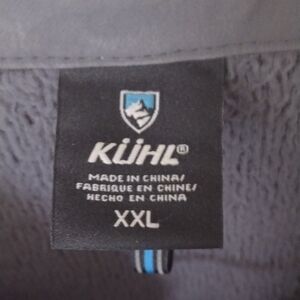 KÜHL®
MADE IN CHINA/
FABRIQUE EN CHINE/
HECHO EN CHINA
XXL